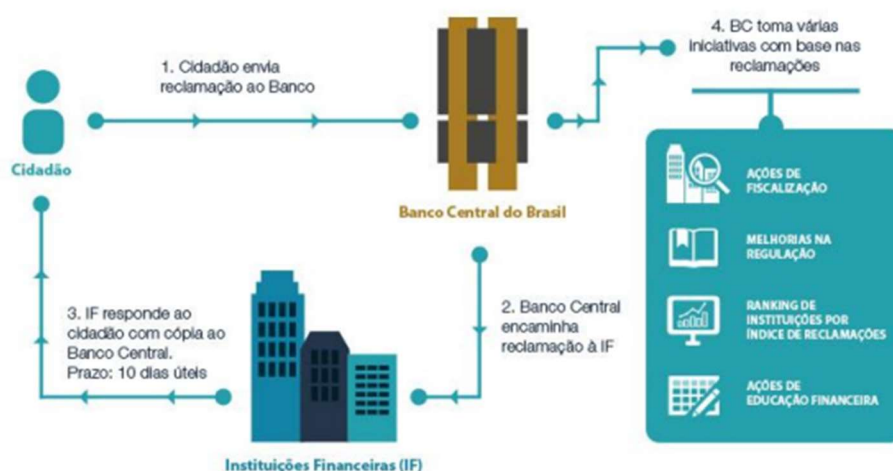 1. Cidadão envia
reclamação ao Banco
Cidadão
Banco Central do Brasil
2. Banco Central
encaminha
reclamação à IF
3. IF responde ao
cidadão com cópia ao
Banco Central.
Prazo: 10 dias úteis
Instituições Financeiras (IF)
4. BC toma várias
iniciativas com base nas
reclamações
AÇÕES DE
FISCALIZAÇÃO
MELHORIAS NA
REGULAÇÃO
RANKING DE
INSTITUIÇÕES POR
ÍNDICE DE RECLAMAÇÕES
AÇÕES DE
EDUCAÇÃO FINANCEIRA